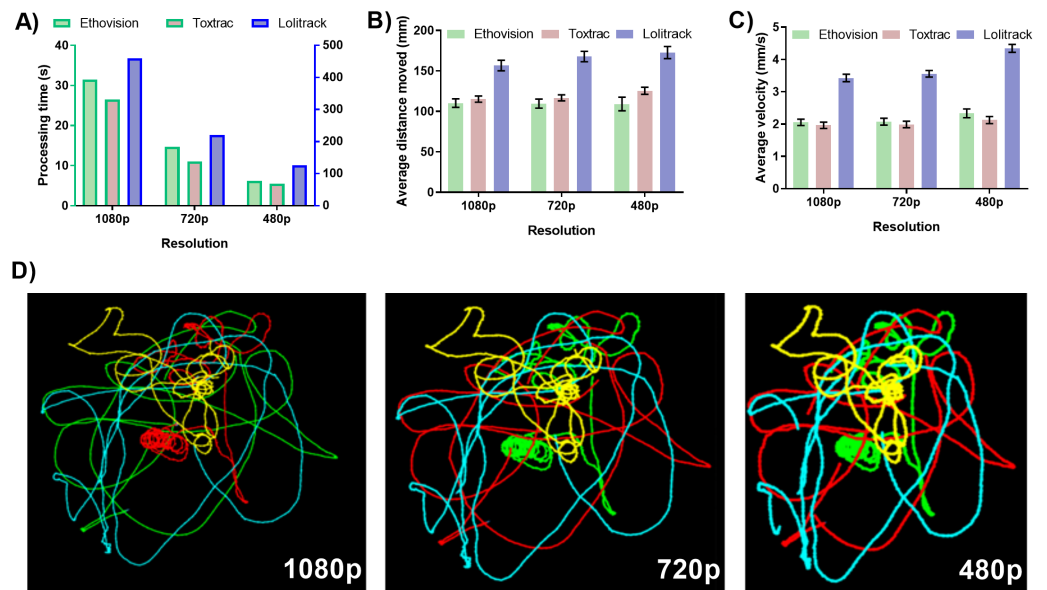 A)
Ethovision Toxtrac Lolitrack
Processing time (s)
40
30
20
10
0
500
400
300
200
100
0
1080p 720p 480p
Resolution
B)
Ethovision Toxtrac Lolitrack
Average distance moved (mm)
200
150
100
50
0
1080p 720p 480p
Resolution
C)
Ethovision Toxtrac Lolitrack
Average velocity (mm/s)
5
4
3
2
1
0
1080p 720p 480p
Resolution
D)
1080p
720p
480p